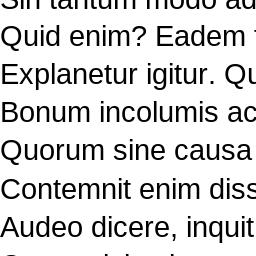 Sin tantum modo ad
Quid enim? Eadem
Explanetur igitur. Qu
Bonum incolumis ac
Quorum sine causa
Contemnit enim diss
Audeo dicere, inquit